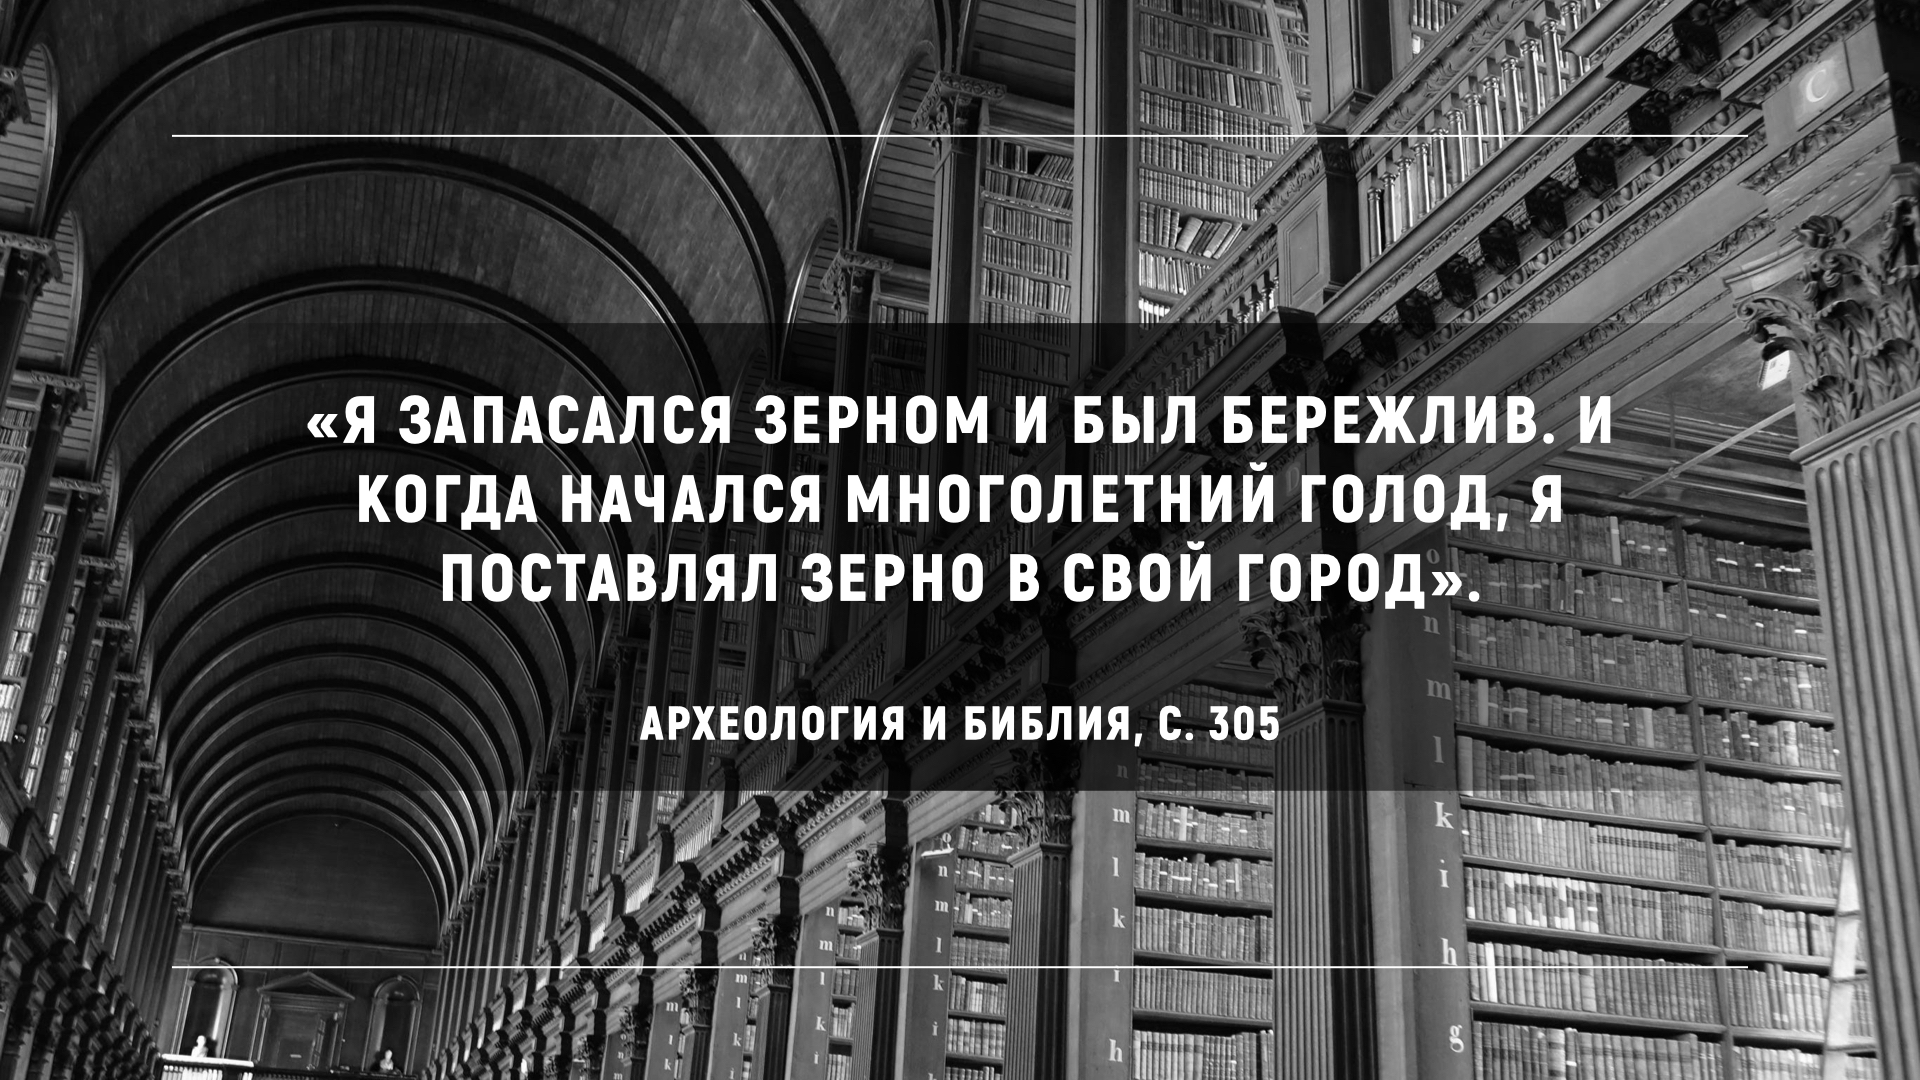 «Я ЗАПАСАЛСЯ ЗЕРНОМ И БЫЛ БЕРЕЖЛИВ. И
КОГДА НАЧАЛСЯ МНОГОЛЕТНИЙ ГОЛОД, Я
ПОСТАВЛЯЛ ЗЕРНО В СВОЙ ГОРОД».
АРХЕОЛОГИЯ И БИБЛИЯ, С. 305
C
o
n
m
l
k
i
h
g
n
m
l
k
i
h
n
m
l
k
i
h
n
m
l
k
i
m
l
k
i